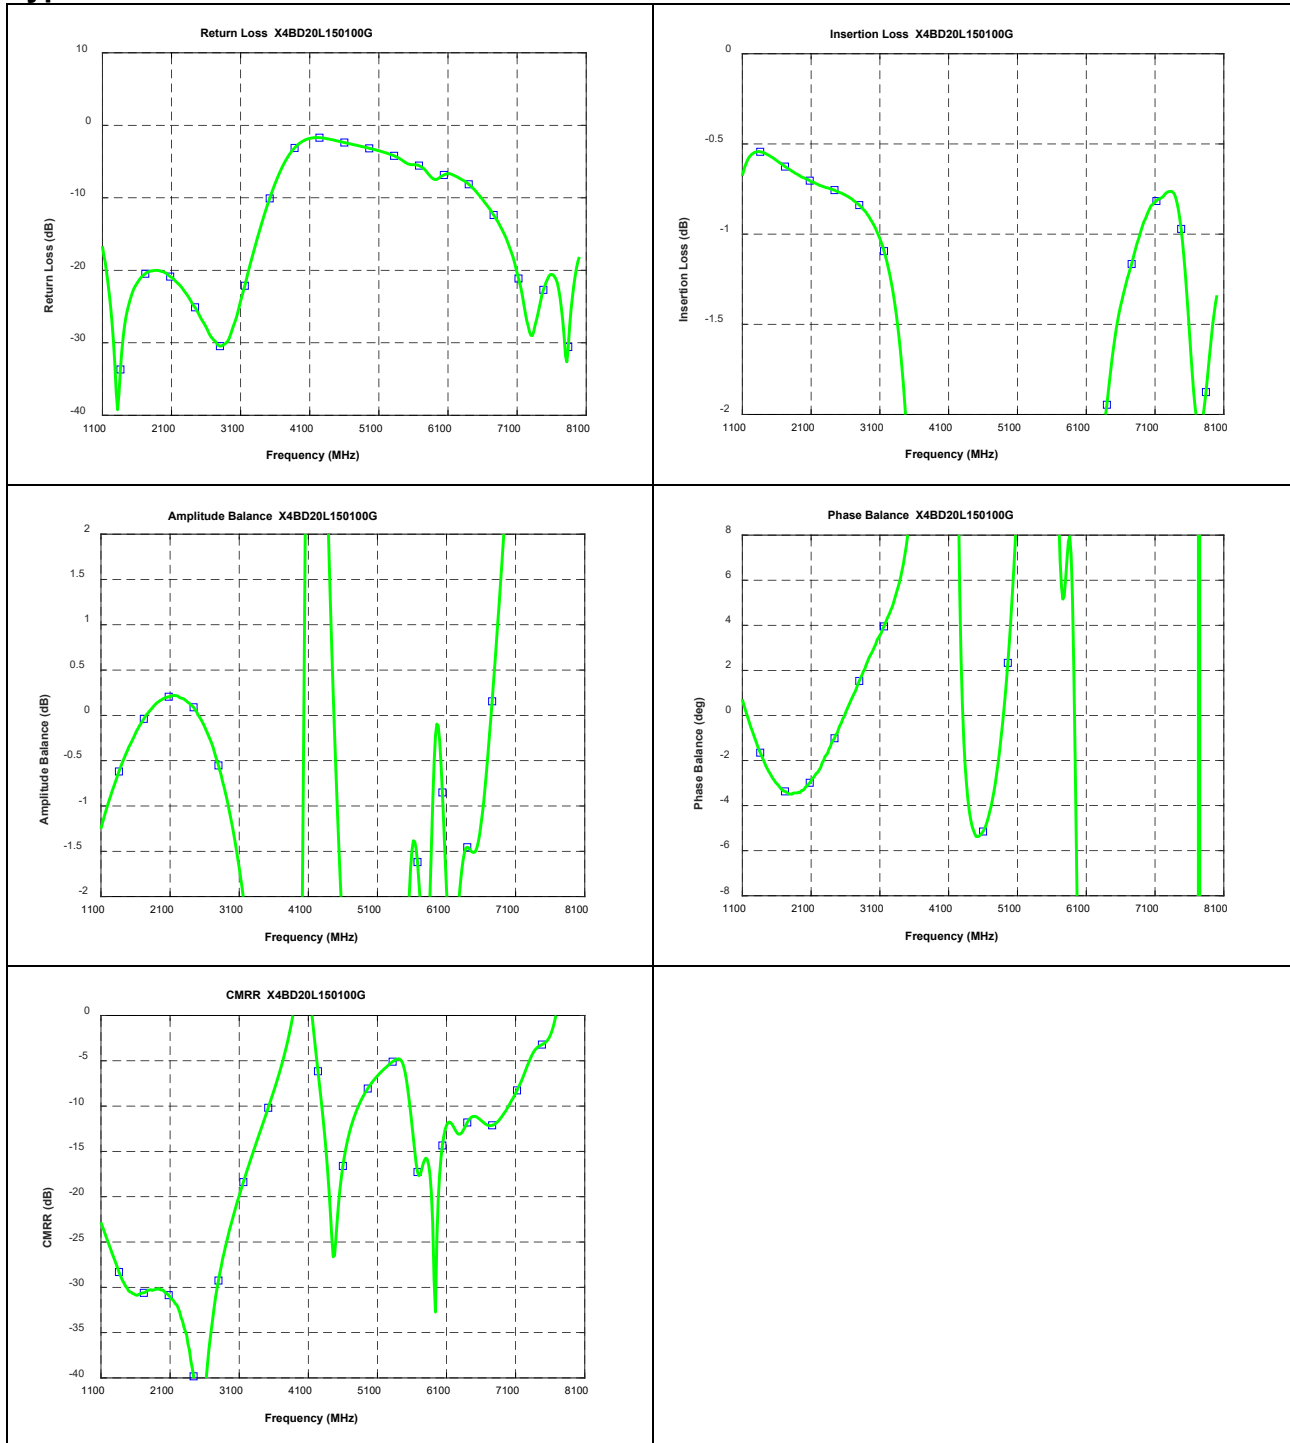 Return Loss X4BD20L150100G
10
0
-10
-20
-30
-40
Return Loss (dB)
1100 2100 3100 4100 5100 6100 7100 8100
Frequency (MHz)
Insertion Loss X4BD20L150100G
0
-0.5
-1
-1.5
-2
Insertion Loss (dB)
1100 2100 3100 4100 5100 6100 7100 8100
Frequency (MHz)
Amplitude Balance X4BD20L150100G
2
1.5
1
0.5
0
-0.5
-1
-1.5
-2
Amplitude Balance (dB)
1100 2100 3100 4100 5100 6100 7100 8100
Frequency (MHz)
Phase Balance X4BD20L150100G
8
6
4
2
0
-2
-4
-6
-8
Phase Balance (deg)
1100 2100 3100 4100 5100 6100 7100 8100
Frequency (MHz)
CMRR X4BD20L150100G
0
-5
-10
-15
-20
-25
-30
-35
-40
CMRR (dB)
1100 2100 3100 4100 5100 6100 7100 8100
Frequency (MHz)